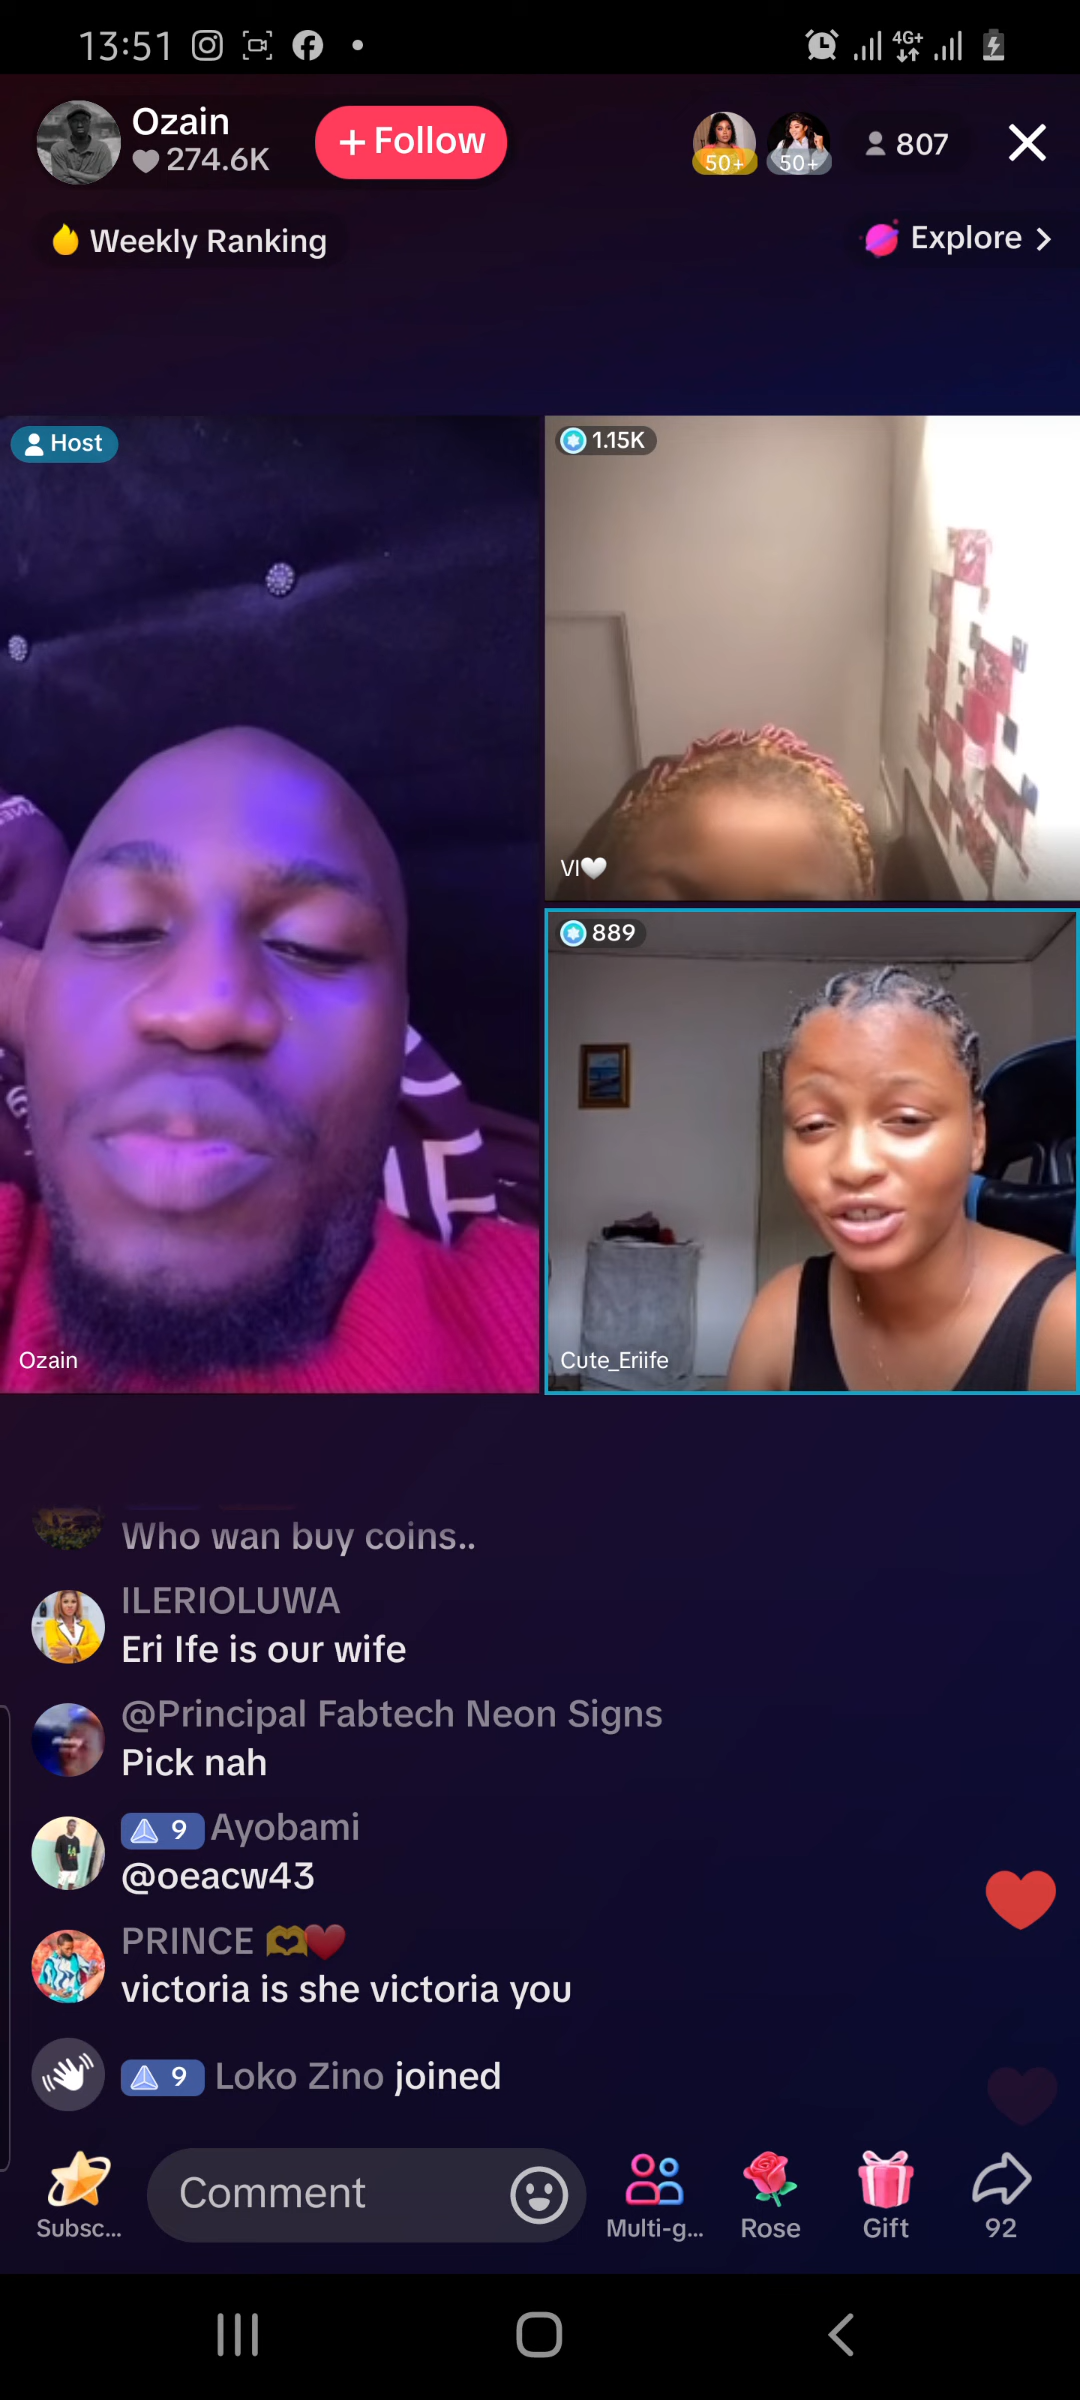 13:51
4G+
Ozain
274.6K
+ Follow
50+
50+
807
Weekly Ranking
Explore >
Host
1.15K
VI🤍
889
Ozain
Cute_Eriife
Who wan buy coins..
ILERIOLUWA
Eri Ife is our wife
@Principal Fabtech Neon Signs
Pick nah
9 Ayobami
@oeacw43
PRINCE 🫶❤️
victoria is she victoria you
9 Loko Zino joined
Comment
Subsc...
Multi-g...
Rose
Gift
92